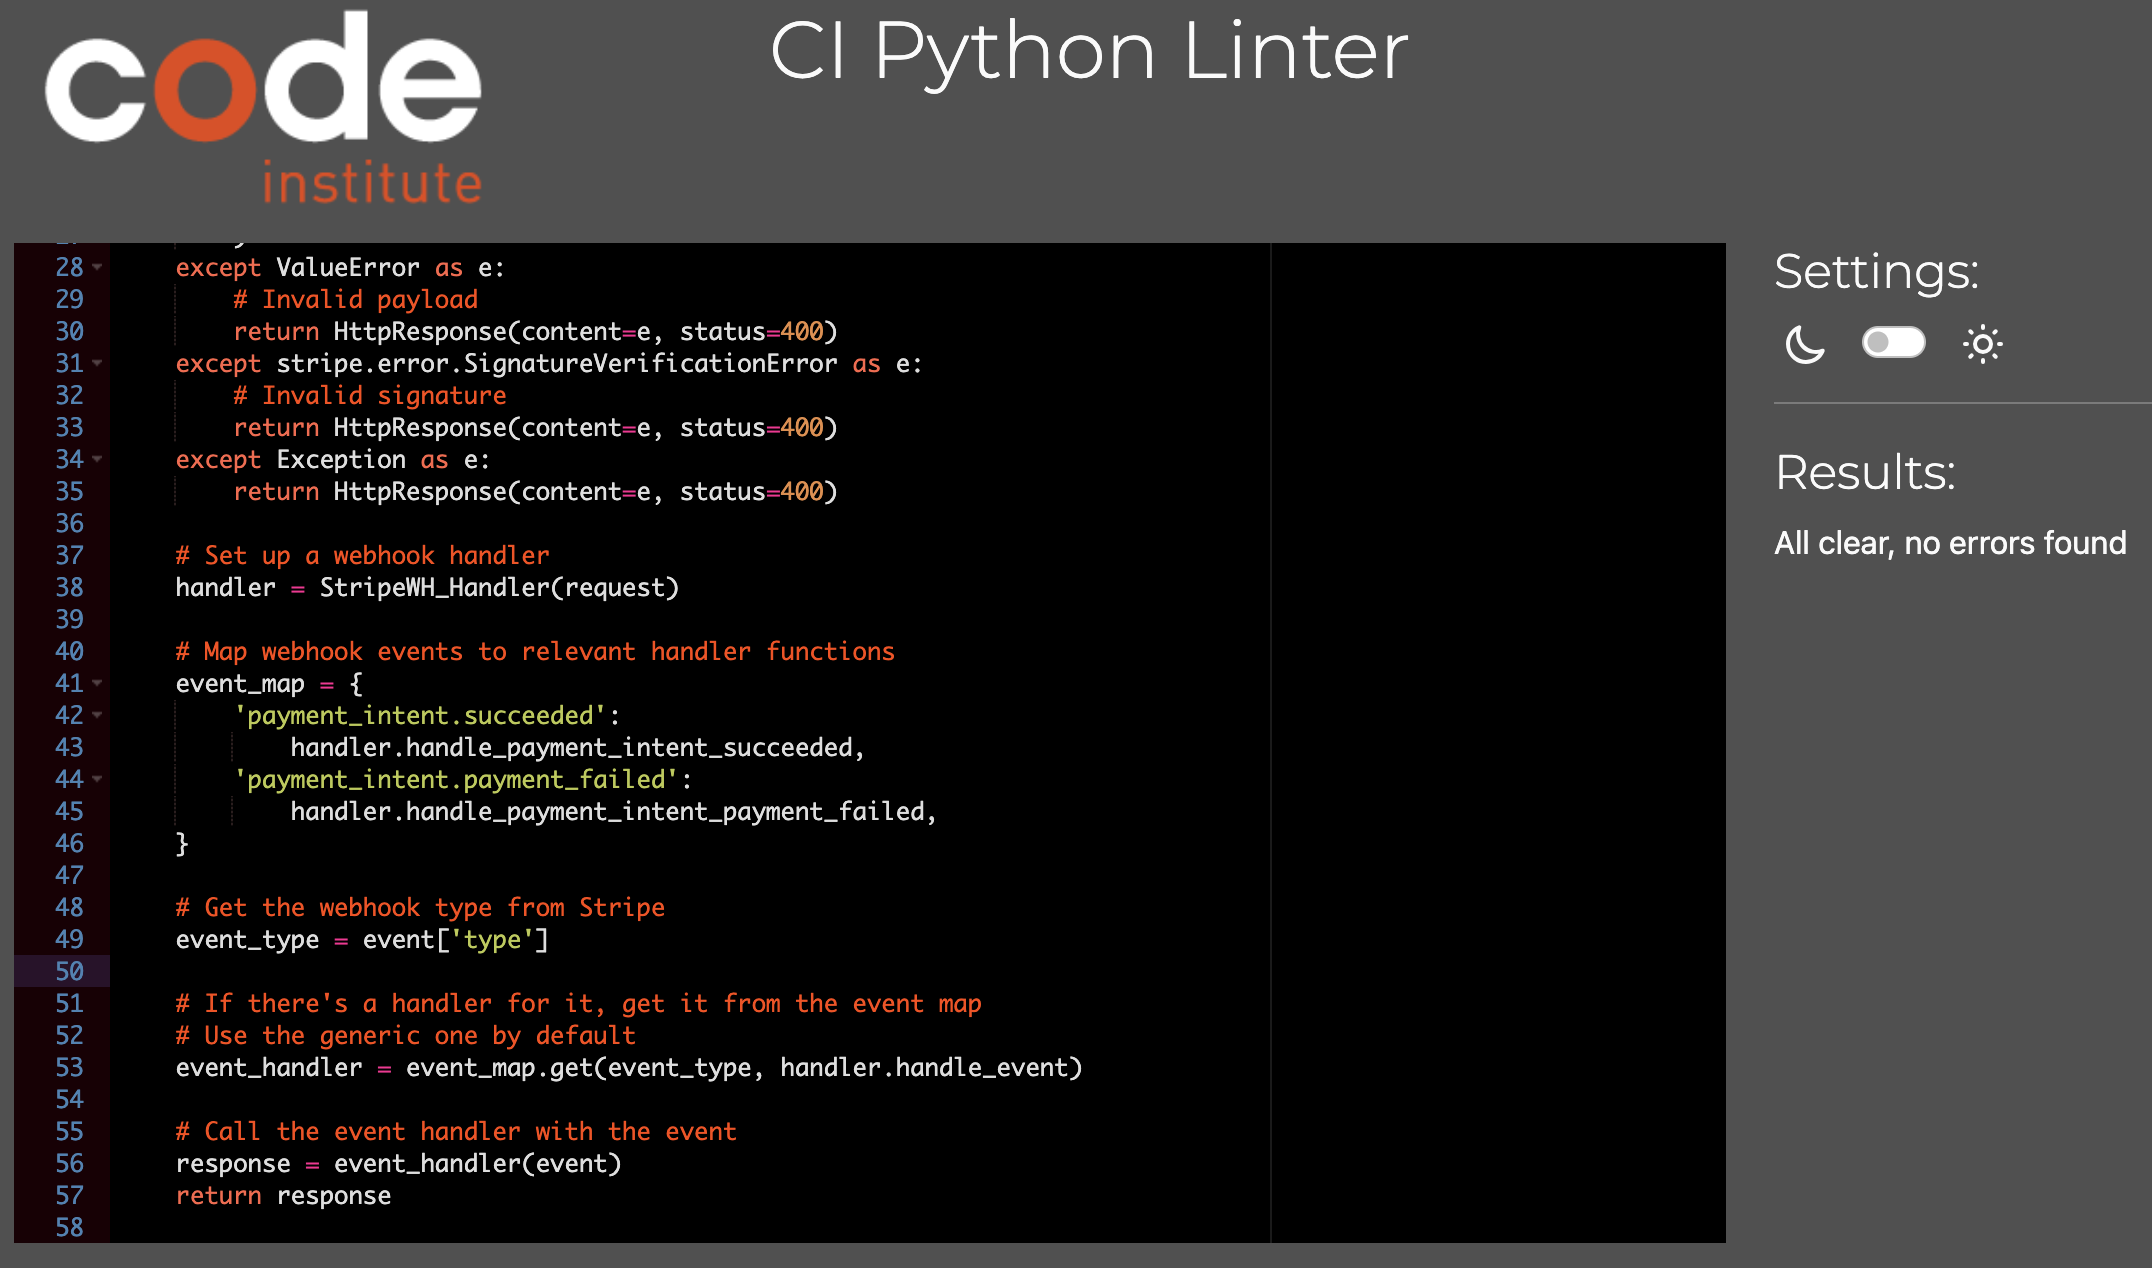 code
institute
CI Python Linter
28 except ValueError as e:
29 # Invalid payload
30 return HttpResponse(content=e, status=400)
31 except stripe.error.SignatureVerificationError as e:
32 # Invalid signature
33 return HttpResponse(content=e, status=400)
34 except Exception as e:
35 return HttpResponse(content=e, status=400)
36
37 # Set up a webhook handler
38 handler = StripeWH_Handler(request)
39
40 # Map webhook events to relevant handler functions
41 event_map = {
42 'payment_intent.succeeded':
43 handler.handle_payment_intent_succeeded,
44 'payment_intent.payment_failed':
45 handler.handle_payment_intent_payment_failed,
46 }
47
48 # Get the webhook type from Stripe
49 event_type = event['type']
50
51 # If there's a handler for it, get it from the event map
52 # Use the generic one by default
53 event_handler = event_map.get(event_type, handler.handle_event)
54
55 # Call the event handler with the event
56 response = event_handler(event)
57 return response
58
Settings:
Results:
All clear, no errors found